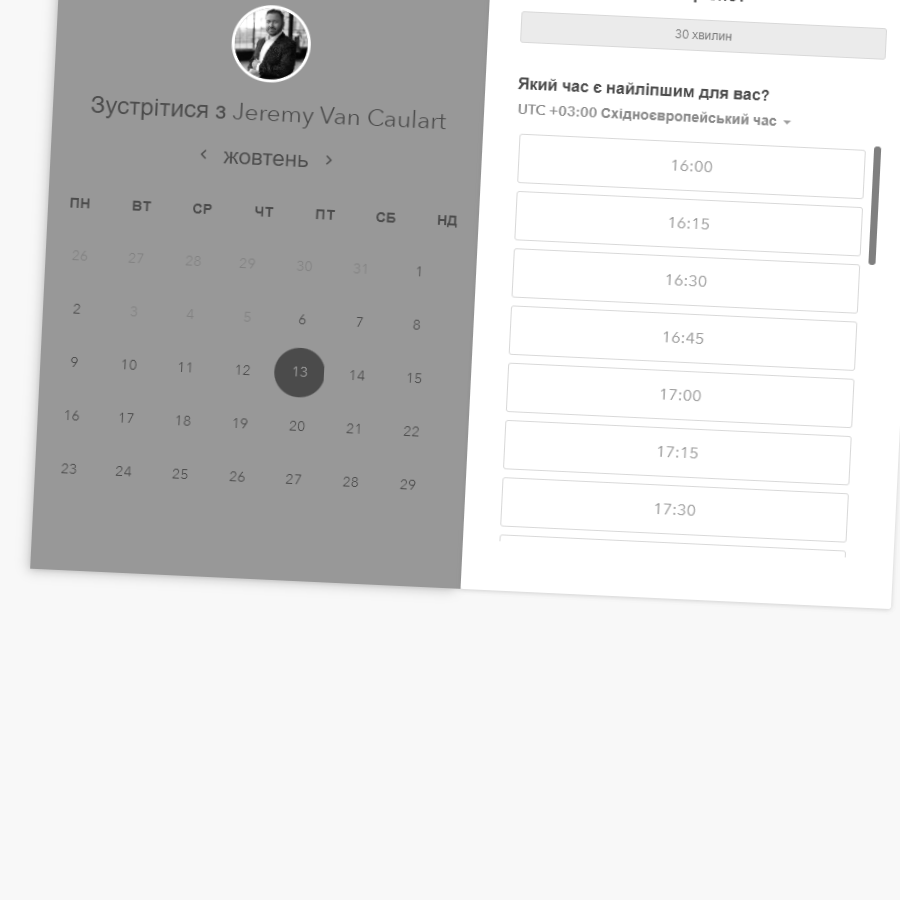 Зустрітися з Jeremy Van Caulart
< жовтень >
ПН ВТ СР ЧТ ПТ СБ НД
26 27 28 29 30 31 1
2 3 4 5 6 7 8
9 10 11 12 13 14 15
16 17 18 19 20 21 22
23 24 25 26 27 28 29
30 хвилин
Який час є найліпшим для вас?
UTC +03:00 Східноєвропейський час
16:00
16:15
16:30
16:45
17:00
17:15
17:30